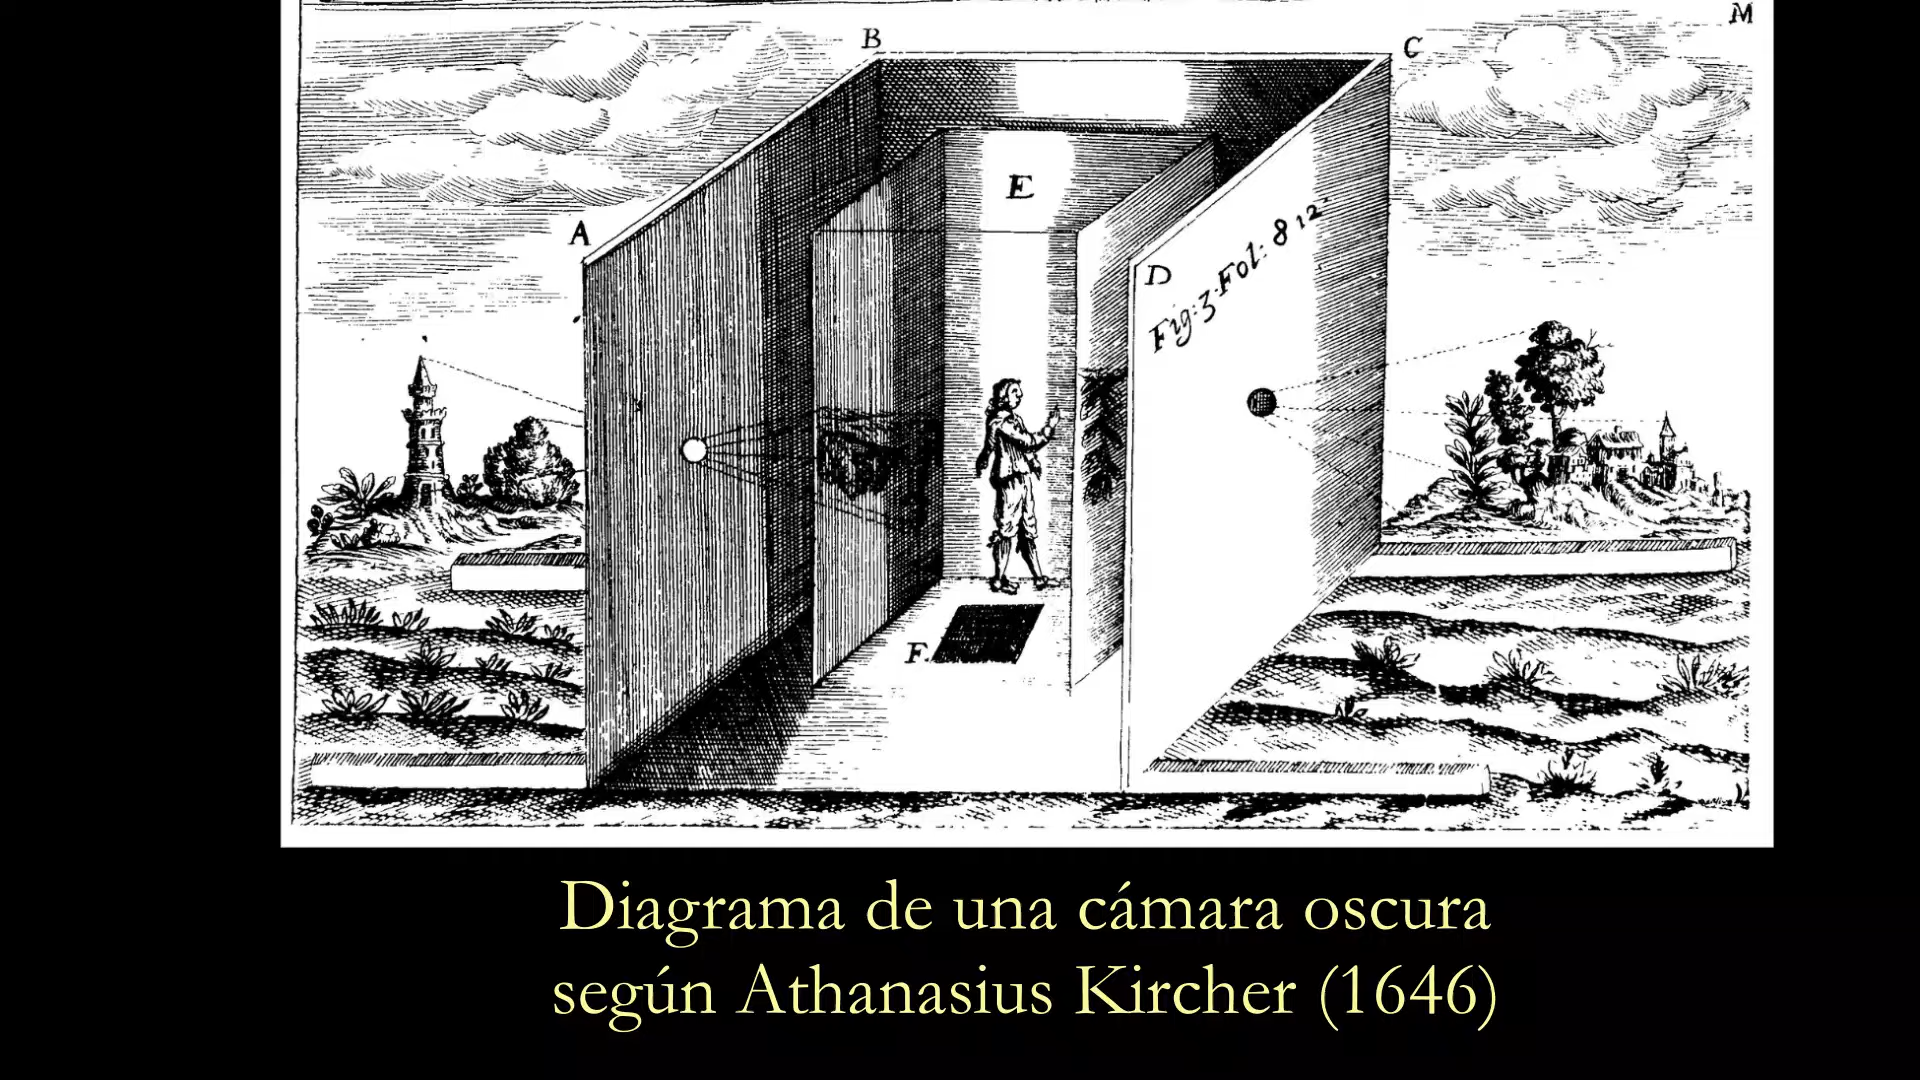 M
B
C
E
A
D
Fig: 3. Fol: 812.
F.
Diagrama de una cámara oscura
según Athanasius Kircher (1646)